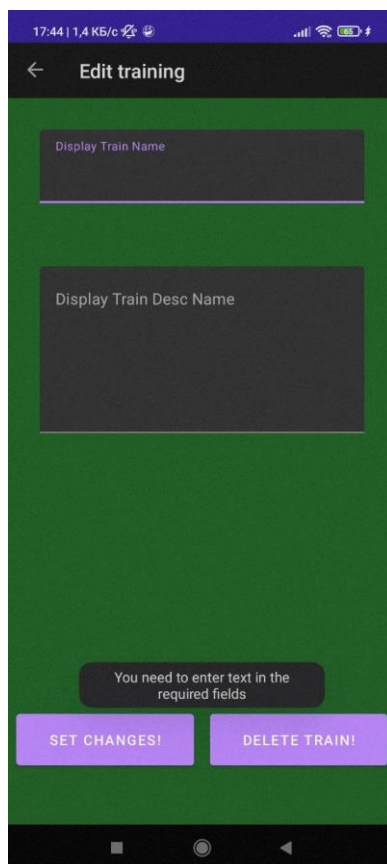 17:44 | 1,4 КБ/с
65
Edit training
Display Train Name
Display Train Desc Name
You need to enter text in the
required fields
SET CHANGES!
DELETE TRAIN!